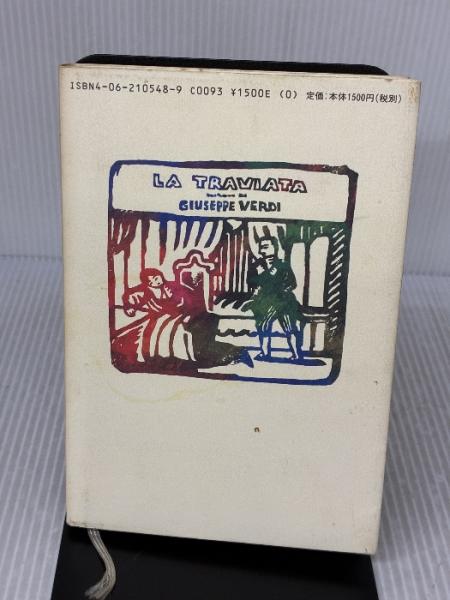 ISBN4-06-210548-9 C0093 ¥1500E (0) 定価:本体1500円(税別)
LA TRAVIATA
GIUSEPPE VERDI